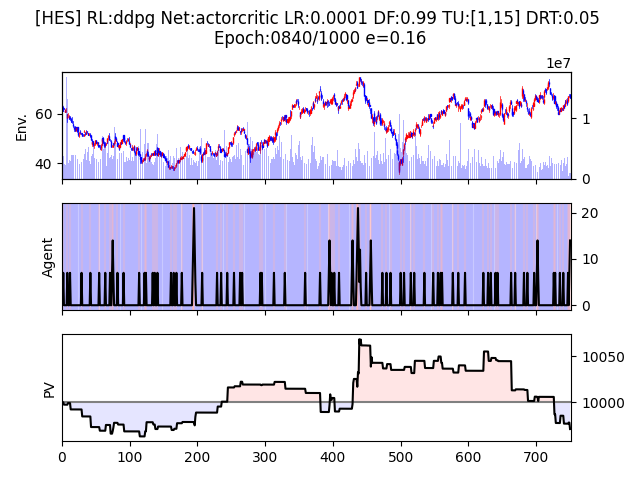 [HES] RL:ddpg Net:actorcritic LR:0.0001 DF:0.99 TU:[1,15] DRT:0.05
Epoch:0840/1000 e=0.16
1e7
Env.
60
40
1
0
Agent
20
10
0
PV
10050
10000
0 100 200 300 400 500 600 700